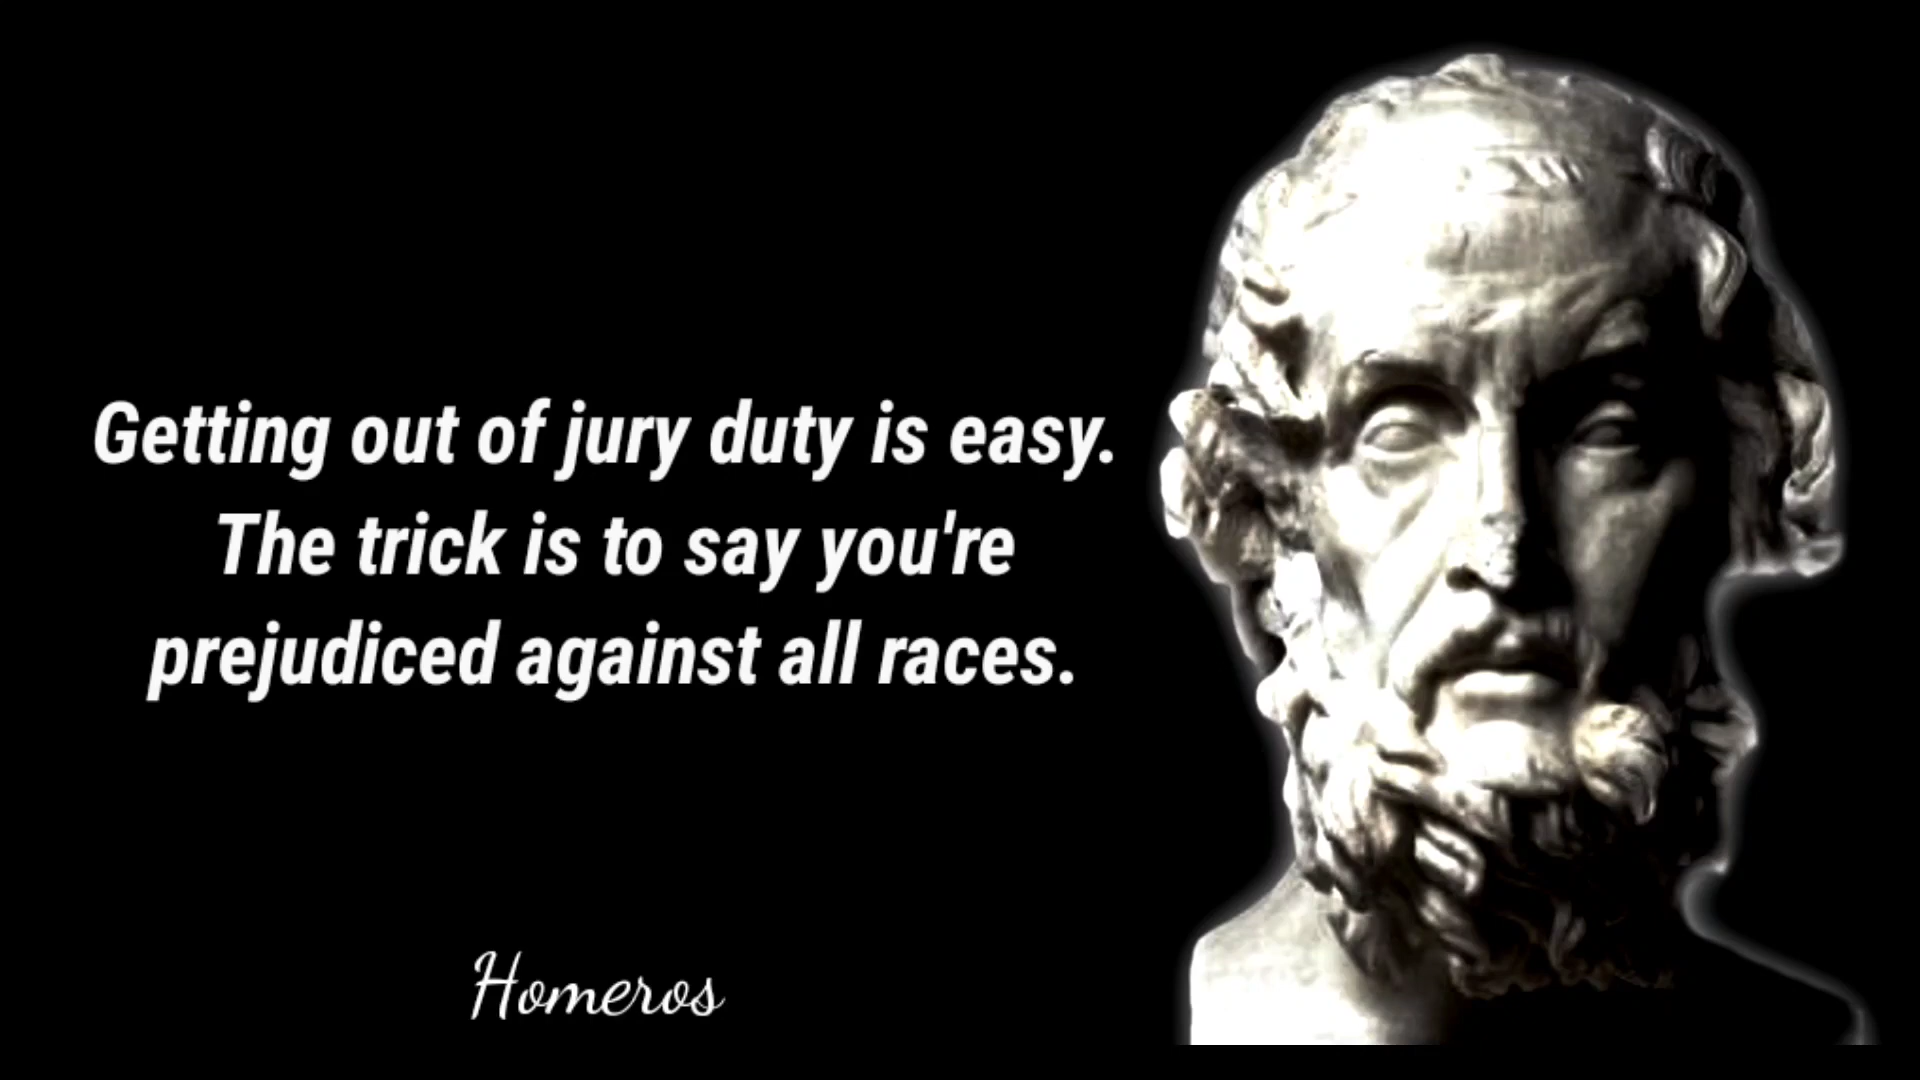 Getting out of jury duty is easy.
The trick is to say you're
prejudiced against all races.
Homeros